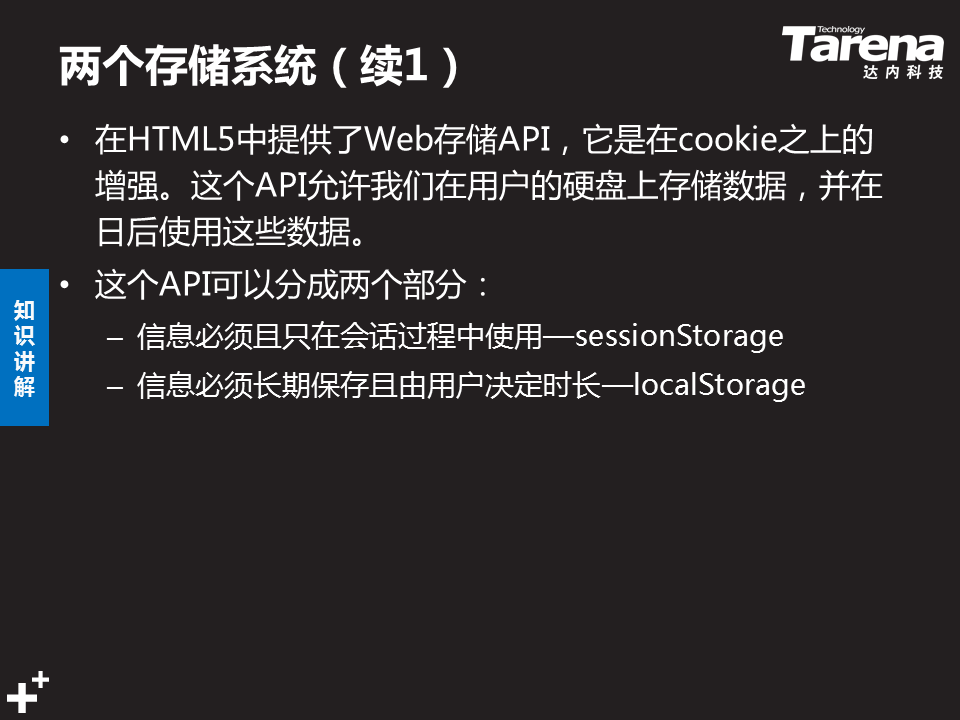 两个存储系统（续1）
Technology
Tarena
达内科技
• 在HTML5中提供了Web存储API，它是在cookie之上的
增强。这个API允许我们在用户的硬盘上存储数据，并在
日后使用这些数据。
• 这个API可以分成两个部分：
– 信息必须且只在会话过程中使用—sessionStorage
– 信息必须长期保存且由用户决定时长—localStorage
知
识
讲
解